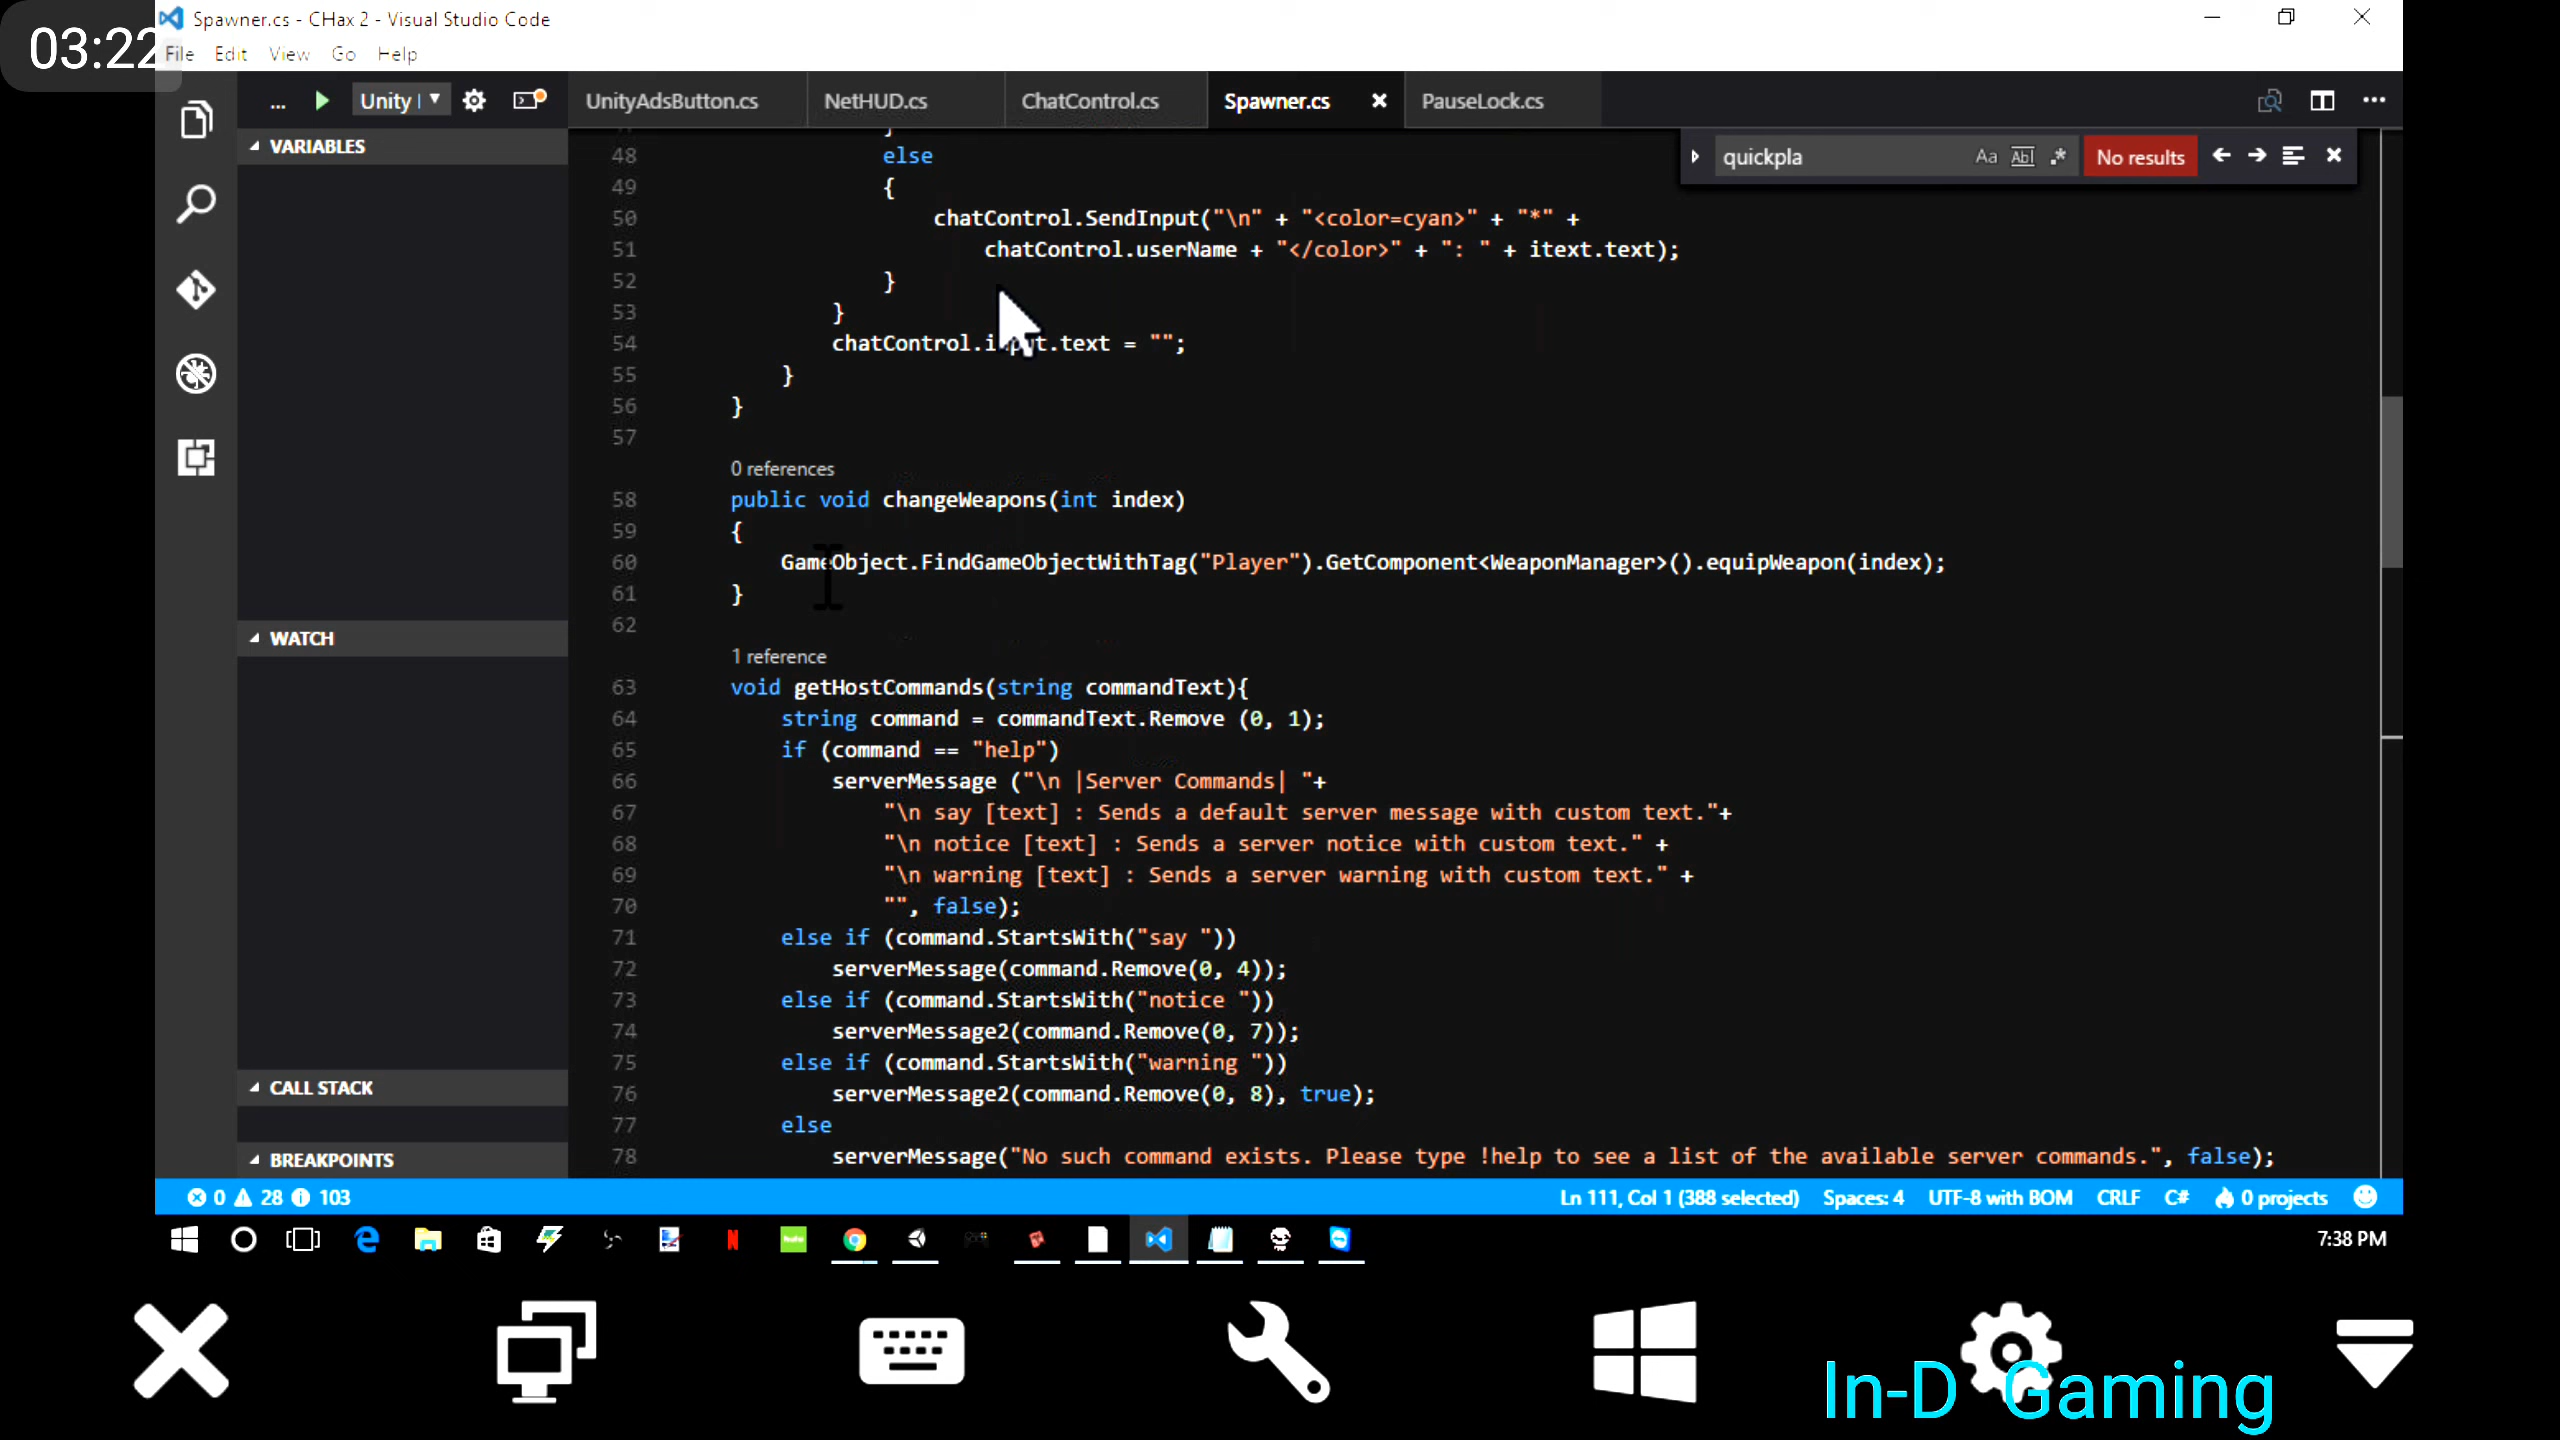 03:22
Spawner.cs - CHax 2 - Visual Studio Code
File Edit View Go Help
... Unity
UnityAdsButton.cs NetHUD.cs ChatControl.cs Spawner.cs PauseLock.cs
VARIABLES
WATCH
CALL STACK
BREAKPOINTS
quickpla Aa Abl .* No results
48 else
49 {
50 chatControl.SendInput("\n" + "<color=cyan>" + "*" +
51 chatControl.userName + "</color>" + ": " + itext.text);
52 }
53 }
54 chatControl.input.text = "";
55 }
56 }
57
0 references
58 public void changeWeapons(int index)
59 {
60 GameObject.FindGameObjectWithTag("Player").GetComponent<WeaponManager>().equipWeapon(index);
61 }
62
1 reference
63 void getHostCommands(string commandText){
64 string command = commandText.Remove (0, 1);
65 if (command == "help")
66 serverMessage ("\n |Server Commands| "+
67 "\n say [text] : Sends a default server message with custom text."+
68 "\n notice [text] : Sends a server notice with custom text." +
69 "\n warning [text] : Sends a server warning with custom text." +
70 "", false);
71 else if (command.StartsWith("say "))
72 serverMessage(command.Remove(0, 4));
73 else if (command.StartsWith("notice "))
74 serverMessage2(command.Remove(0, 7));
75 else if (command.StartsWith("warning "))
76 serverMessage2(command.Remove(0, 8), true);
77 else
78 serverMessage("No such command exists. Please type !help to see a list of the available server commands.", false);
0 28 103
Ln 111, Col 1 (388 selected) Spaces: 4 UTF-8 with BOM CRLF C# 0 projects
hulu
7:38 PM
In-D Gaming